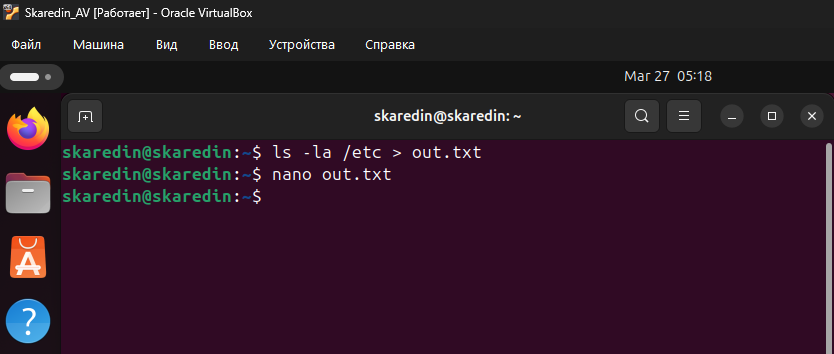 Skaredin_AV [Работает] - Oracle VirtualBox
Файл Машина Вид Ввод Устройства Справка
Mar 27 05:18
skaredin@skaredin: ~
skaredin@skaredin:~$ ls -la /etc > out.txt
skaredin@skaredin:~$ nano out.txt
skaredin@skaredin:~$